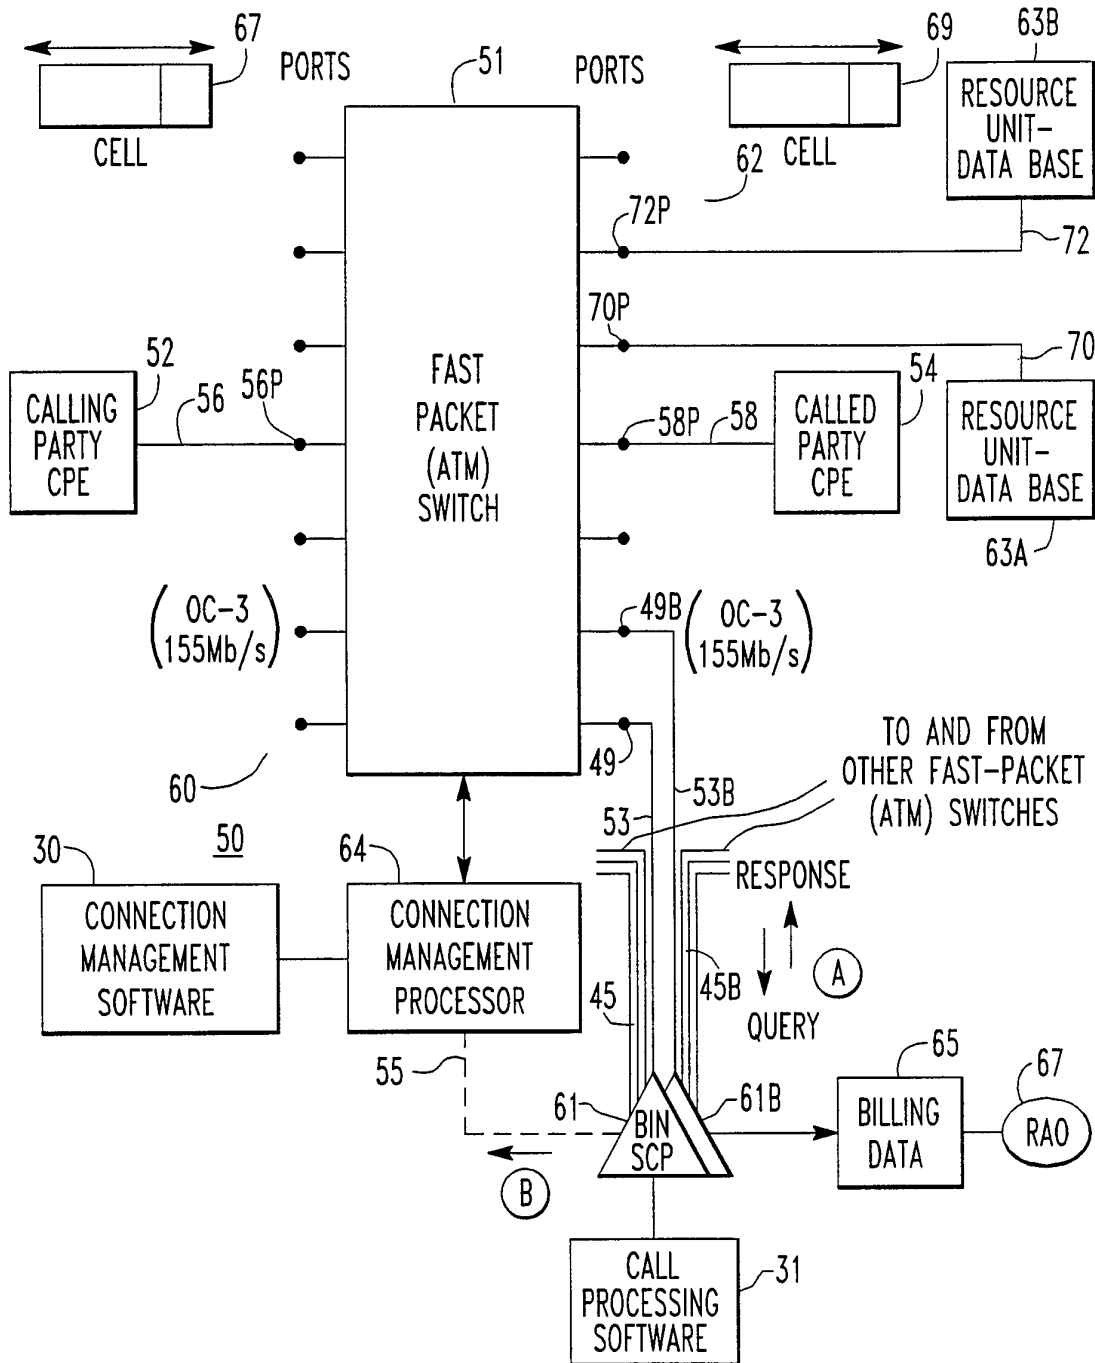 67
PORTS
51
PORTS
69
63B
CELL
CELL
RESOURCE
UNIT-
DATA BASE
62
72P
72
70P
70
52
56
56P
CALLING
PARTY
CPE
FAST
PACKET
(ATM)
SWITCH
58P
58
54
CALLED
PARTY
CPE
RESOURCE
UNIT-
DATA BASE
63A
(OC-3
155Mb/s)
49B
(OC-3
155Mb/s)
49
60
53
53B
TO AND FROM
OTHER FAST-PACKET
(ATM) SWITCHES
30
50
64
CONNECTION
MANAGEMENT
SOFTWARE
CONNECTION
MANAGEMENT
PROCESSOR
RESPONSE
A
QUERY
45
45B
55
61
BIN
SCP
61B
B
65
BILLING
DATA
67
RAO
CALL
PROCESSING
SOFTWARE
31